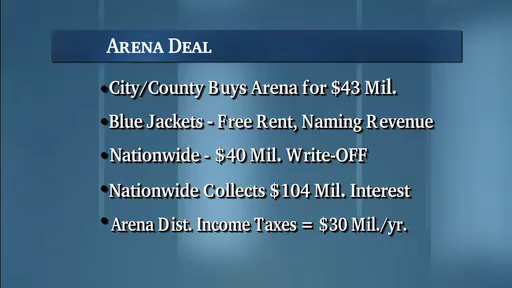 Arena Deal
•City/County Buys Arena for $43 Mil.
•Blue Jackets - Free Rent, Naming Revenue
•Nationwide - $40 Mil. Write-OFF
•Nationwide Collects $104 Mil. Interest
•Arena Dist. Income Taxes = $30 Mil./yr.